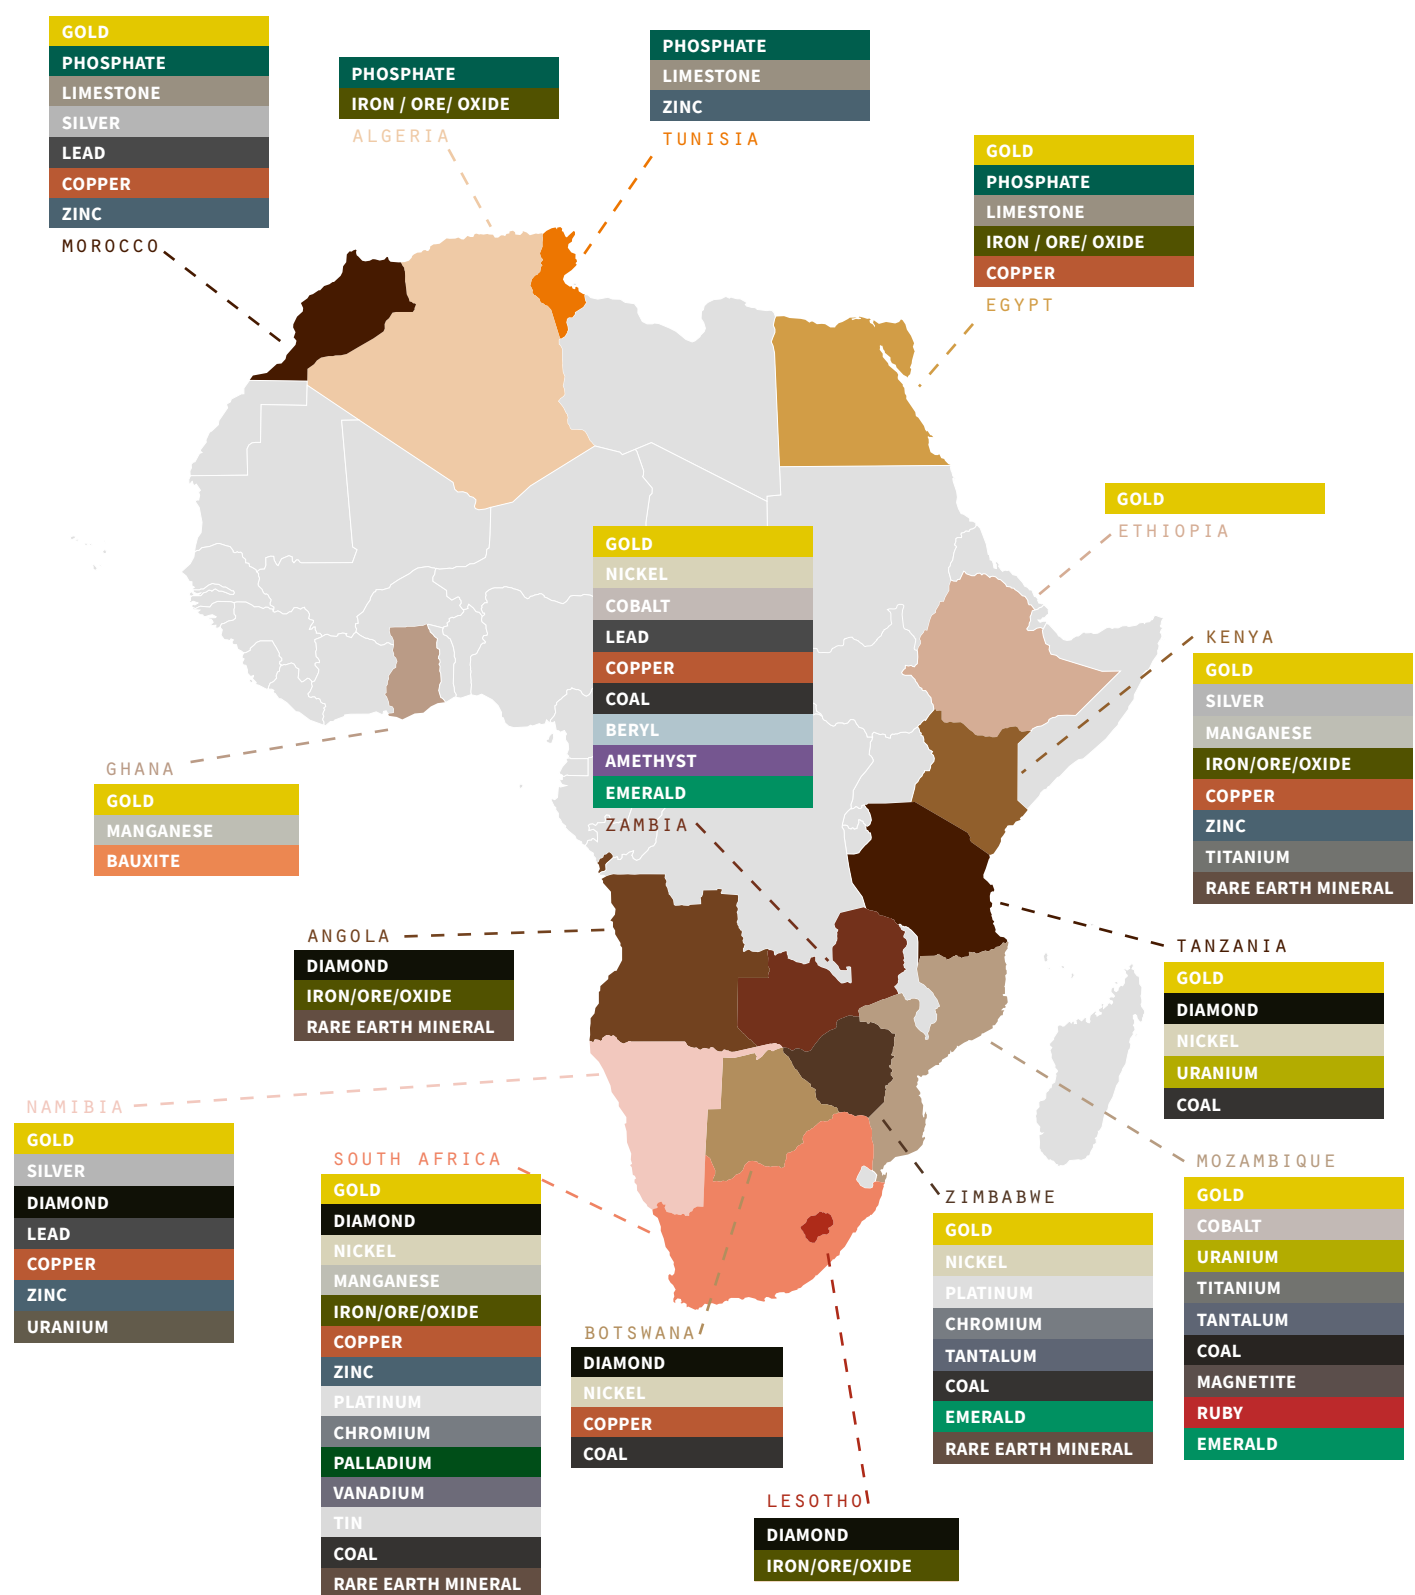 GOLD
PHOSPHATE
LIMESTONE
SILVER
LEAD
COPPER
ZINC
MOROCCO
PHOSPHATE
IRON / ORE/ OXIDE
ALGERIA
PHOSPHATE
LIMESTONE
ZINC
TUNISIA
GOLD
PHOSPHATE
LIMESTONE
IRON / ORE/ OXIDE
COPPER
EGYPT
GOLD
ETHIOPIA
GOLD
NICKEL
COBALT
LEAD
COPPER
COAL
BERYL
AMETHYST
EMERALD
ZAMBIA
KENYA
GOLD
SILVER
MANGANESE
IRON/ORE/OXIDE
COPPER
ZINC
TITANIUM
RARE EARTH MINERAL
GHANA
GOLD
MANGANESE
BAUXITE
ANGOLA
DIAMOND
IRON/ORE/OXIDE
RARE EARTH MINERAL
TANZANIA
GOLD
DIAMOND
NICKEL
URANIUM
COAL
NAMIBIA
GOLD
SILVER
DIAMOND
LEAD
COPPER
ZINC
URANIUM
SOUTH AFRICA
GOLD
DIAMOND
NICKEL
MANGANESE
IRON/ORE/OXIDE
COPPER
ZINC
PLATINUM
CHROMIUM
PALLADIUM
VANADIUM
TIN
COAL
RARE EARTH MINERAL
BOTSWANA
DIAMOND
NICKEL
COPPER
COAL
LESOTHO
DIAMOND
IRON/ORE/OXIDE
ZIMBABWE
GOLD
NICKEL
PLATINUM
CHROMIUM
TANTALUM
COAL
EMERALD
RARE EARTH MINERAL
MOZAMBIQUE
GOLD
COBALT
URANIUM
TITANIUM
TANTALUM
COAL
MAGNETITE
RUBY
EMERALD